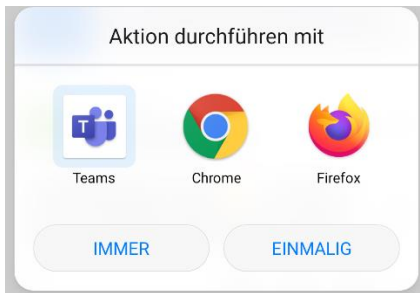 Aktion durchführen mit
T
Teams Chrome Firefox
IMMER EINMALIG